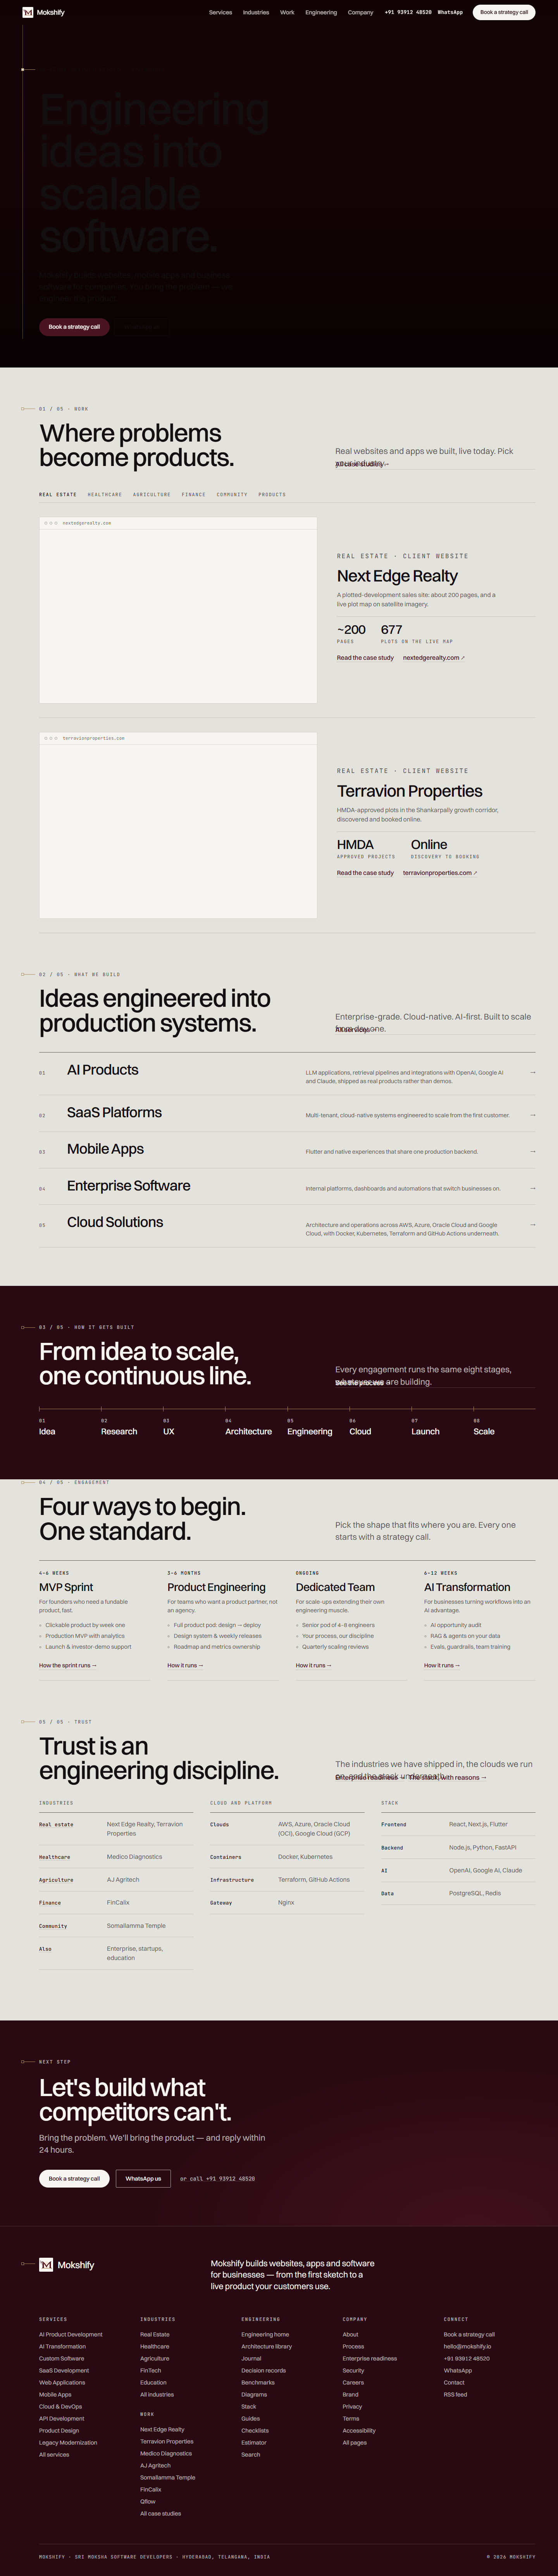 Mokshify
Services Industries Work Engineering Company +91 93912 48520 WhatsApp Book a strategy call
Engineering
ideas into
scalable
software.
Book a strategy call
01 / 05 · WORK
Where problems
become products.
Real websites and apps we built, live today. Pick
your industry.
All case studies →
REAL ESTATE HEALTHCARE AGRICULTURE FINANCE COMMUNITY PRODUCTS
nextedgerealty.com
REAL ESTATE · CLIENT WEBSITE
Next Edge Realty
A plotted-development sales site: about 200 pages, and a
live plot map on satellite imagery.
~200 677
PAGES PLOTS ON THE LIVE MAP
Read the case study nextedgerealty.com ↗
terravionproperties.com
REAL ESTATE · CLIENT WEBSITE
Terravion Properties
HMDA-approved plots in the Shankarpally growth corridor,
discovered and booked online.
HMDA Online
APPROVED PROJECTS DISCOVERY TO BOOKING
Read the case study terravionproperties.com ↗
02 / 05 · WHAT WE BUILD
Ideas engineered into
production systems.
Enterprise-grade. Cloud-native. AI-first. Built to scale
from day one.
All services →
01 AI Products LLM applications, retrieval pipelines and integrations with OpenAI, Google AI
and Claude, shipped as real products rather than demos. →
02 SaaS Platforms Multi-tenant, cloud-native systems engineered to scale from the first customer. →
03 Mobile Apps Flutter and native experiences that share one production backend. →
04 Enterprise Software Internal platforms, dashboards and automations that switch businesses on. →
05 Cloud Solutions Architecture and operations across AWS, Azure, Oracle Cloud and Google
Cloud, with Docker, Kubernetes, Terraform and GitHub Actions underneath. →
03 / 05 · HOW IT GETS BUILT
From idea to scale,
one continuous line.
Every engagement runs the same eight stages,
whatever we are building.
See the process
01 02 03 04 05 06 07 08
Idea Research UX Architecture Engineering Cloud Launch Scale
04 / 05 · ENGAGEMENT
Four ways to begin.
One standard.
Pick the shape that fits where you are. Every one
starts with a strategy call.
4–6 WEEKS
MVP Sprint
For founders who need a fundable
product, fast.
Clickable product by week one
Production MVP with analytics
Launch & investor-demo support
How the sprint runs →
3–6 MONTHS
Product Engineering
For teams who want a product partner, not
an agency.
Full product pod: design → deploy
Design system & weekly releases
Roadmap and metrics ownership
How it runs →
ONGOING
Dedicated Team
For scale-ups extending their own
engineering muscle.
Senior pod of 4–8 engineers
Your process, our discipline
Quarterly scaling reviews
How it runs →
6–12 WEEKS
AI Transformation
For businesses turning workflows into an
AI advantage.
AI opportunity audit
RAG & agents on your data
Evals, guardrails, team training
How it runs →
05 / 05 · TRUST
Trust is an
engineering discipline.
The industries we have shipped in, the clouds we run
on, and the stack underneath.
Enterprise readiness → The stack, with reasons →
INDUSTRIES
Real estate Next Edge Realty, Terravion
Properties
Healthcare Medico Diagnostics
Agriculture AJ Agritech
Finance FinCalix
Community Somallamma Temple
Also Enterprise, startups,
education
CLOUD AND PLATFORM
Clouds AWS, Azure, Oracle Cloud
(OCI), Google Cloud (GCP)
Containers Docker, Kubernetes
Infrastructure Terraform, GitHub Actions
Gateway Nginx
STACK
Frontend React, Next.js, Flutter
Backend Node.js, Python, FastAPI
AI OpenAI, Google AI, Claude
Data PostgreSQL, Redis
NEXT STEP
Let's build what
competitors can't.
Bring the problem. We'll bring the product — and reply within
24 hours.
Book a strategy call WhatsApp us or call +91 93912 48520
Mokshify
Mokshify builds websites, apps and software
for businesses — from the first sketch to a
live product your customers use.
SERVICES
AI Product Development
AI Transformation
Custom Software
SaaS Development
Web Applications
Mobile Apps
Cloud & DevOps
API Development
Product Design
Legacy Modernization
All services
INDUSTRIES
Real Estate
Healthcare
Agriculture
FinTech
Education
All industries
WORK
Next Edge Realty
Terravion Properties
Medico Diagnostics
AJ Agritech
Somallamma Temple
FinCalix
Qflow
All case studies
ENGINEERING
Engineering home
Architecture library
Journal
Decision records
Benchmarks
Diagrams
Stack
Guides
Checklists
Estimator
Search
COMPANY
About
Process
Enterprise readiness
Security
Careers
Brand
Privacy
Terms
Accessibility
All pages
CONNECT
Book a strategy call
hello@mokshify.io
+91 93912 48520
WhatsApp
Contact
RSS feed
MOKSHIFY · SRI MOKSHA SOFTWARE DEVELOPERS · HYDERABAD, TELANGANA, INDIA
© 2026 MOKSHIFY